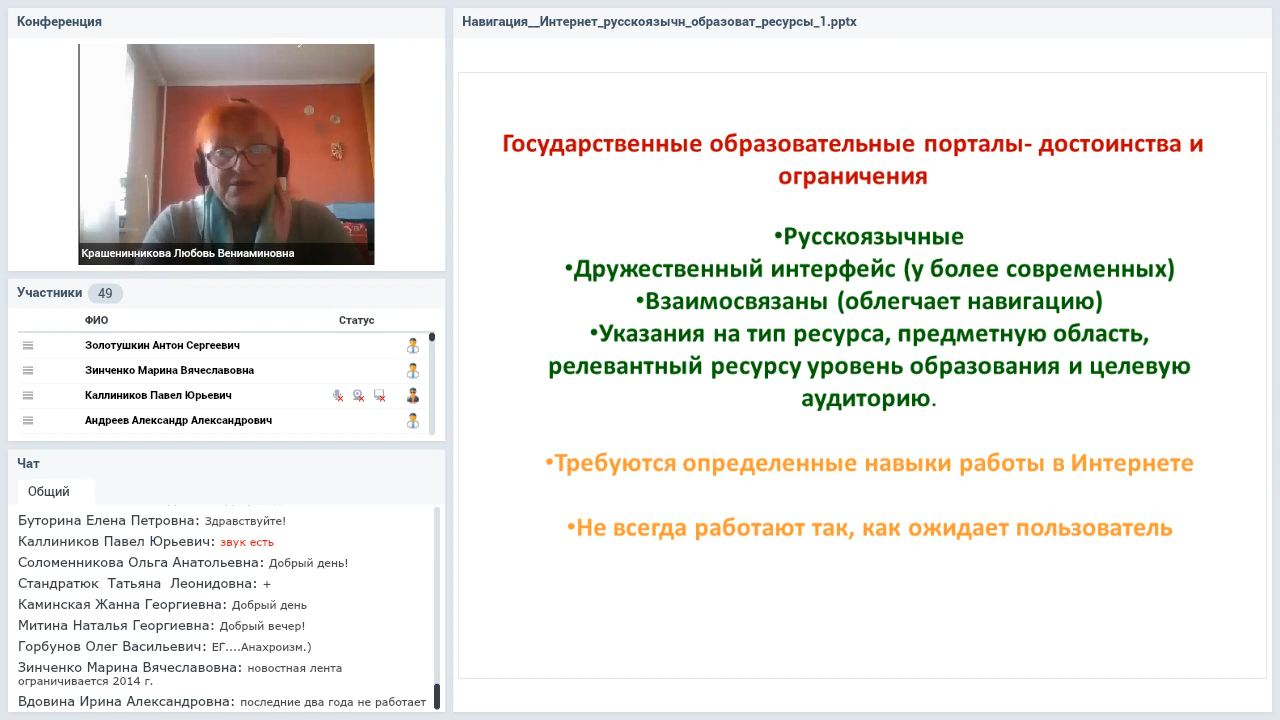 Конференция
Крашенинникова Любовь Вениаминовна
Участники 49
ФИО Статус
Золотушкин Антон Сергеевич
Зинченко Марина Вячеславовна
Каллиников Павел Юрьевич
Андреев Александр Александрович
Чат
Общий
Буторина Елена Петровна: Здравствуйте!
Каллиников Павел Юрьевич: звук есть
Соломенникова Ольга Анатольевна: Добрый день!
Стандратюк Татьяна Леонидовна: +
Каминская Жанна Георгиевна: Добрый день
Митина Наталья Георгиевна: Добрый вечер!
Горбунов Олег Васильевич: ЕГ....Анахроизм.)
Зинченко Марина Вячеславовна: новостная лента
ограничивается 2014 г.
Вдовина Ирина Александровна: последние два года не работает
Навигация__Интернет_русскоязычн_образоват_ресурсы_1.pptx
Государственные образовательные порталы- достоинства и
ограничения
•Русскоязычные
•Дружественный интерфейс (у более современных)
•Взаимосвязаны (облегчает навигацию)
•Указания на тип ресурса, предметную область,
релевантный ресурсу уровень образования и целевую
аудиторию.
•Требуются определенные навыки работы в Интернете
•Не всегда работают так, как ожидает пользователь